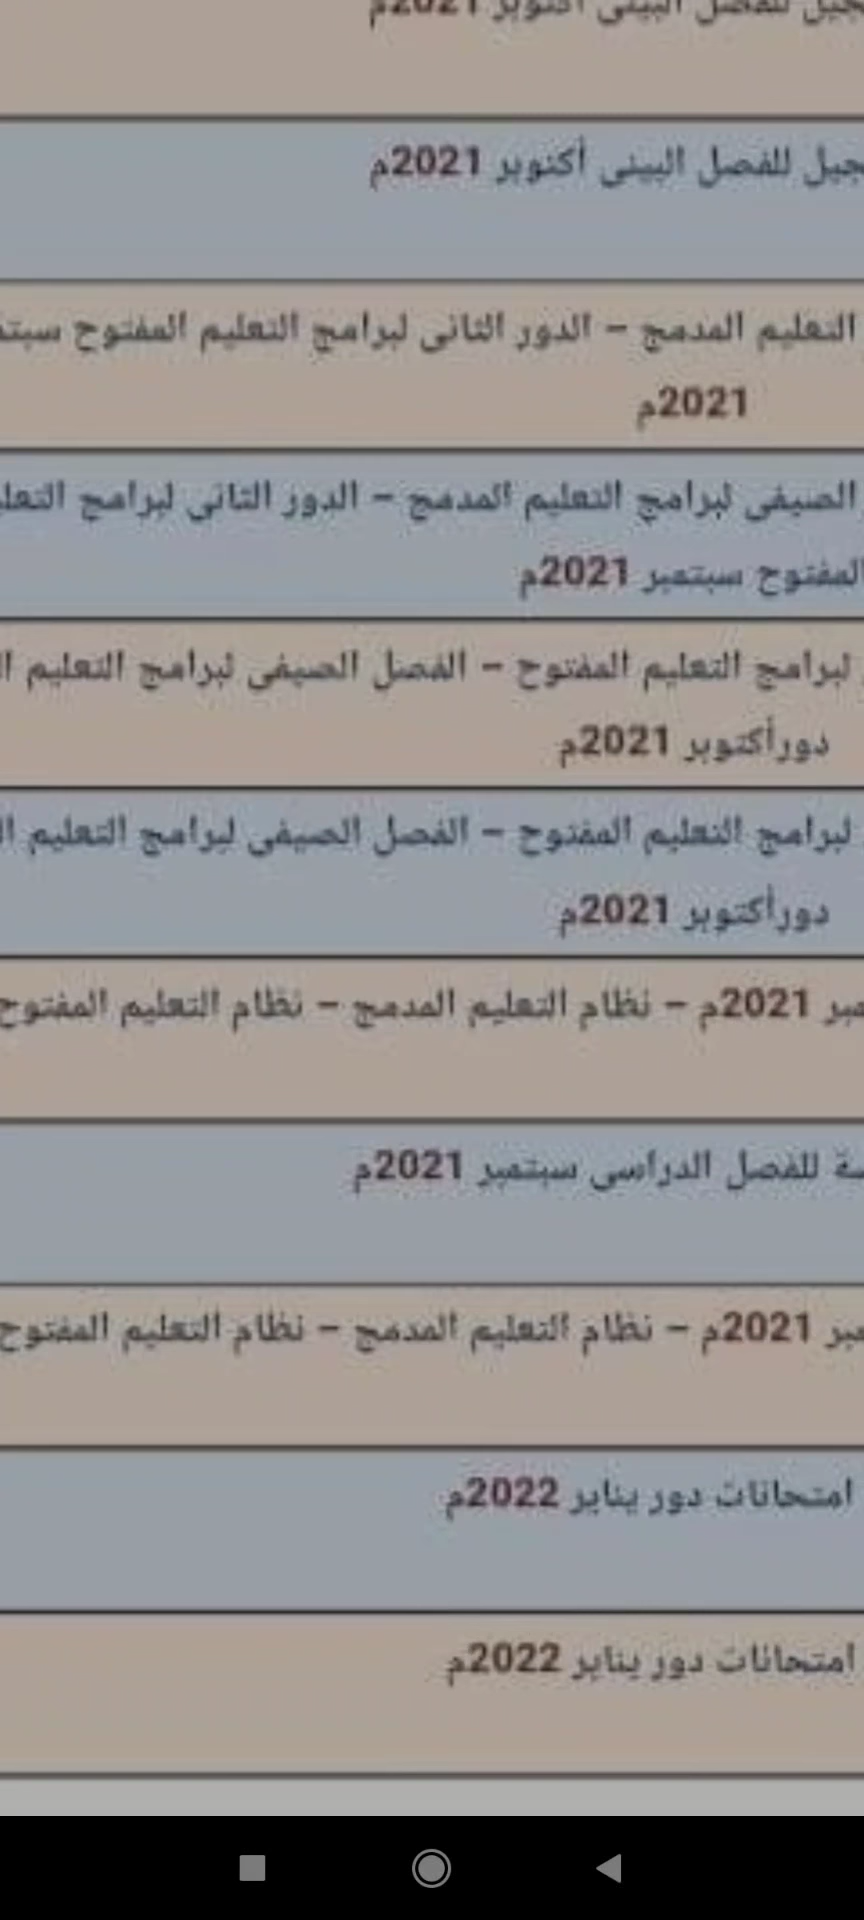 للفصل البينى أكتوبر 2021م
للفصل البينى أكتوبر 2021م
التعليم المدمج – الدور الثانى لبرامج التعليم المفتوح
2021م
الصيفى لبرامج التعليم المدمج – الدور الثانى لبرامج
المفتوح سبتمبر 2021م
لبرامج التعليم المفتوح – الفصل الصيفى لبرامج التعليم
دورأكتوبر 2021م
لبرامج التعليم المفتوح – الفصل الصيفى لبرامج التعليم
دورأكتوبر 2021م
2021م – نظام التعليم المدمج – نظام التعليم المفتوح
للفصل الدراسى سبتمبر 2021م
2021م – نظام التعليم المدمج – نظام التعليم المفتوح
امتحانات دور يناير 2022م
امتحانات دور يناير 2022م